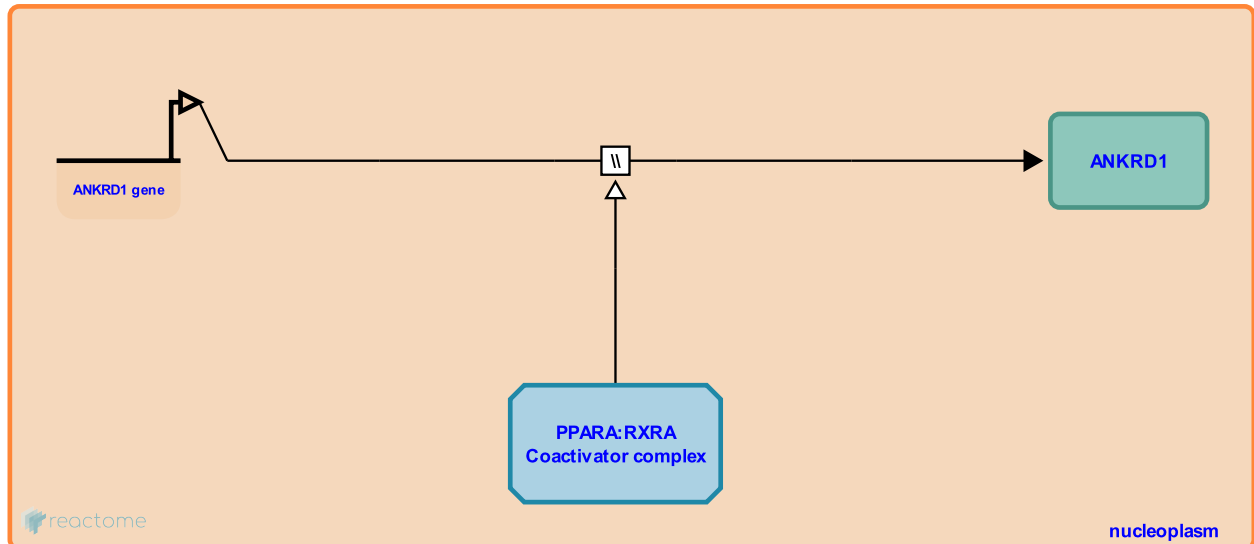 ANKRD1 gene
\\
ANKRD1
PPARA:RXRA
Coactivator complex
reactome
nucleoplasm